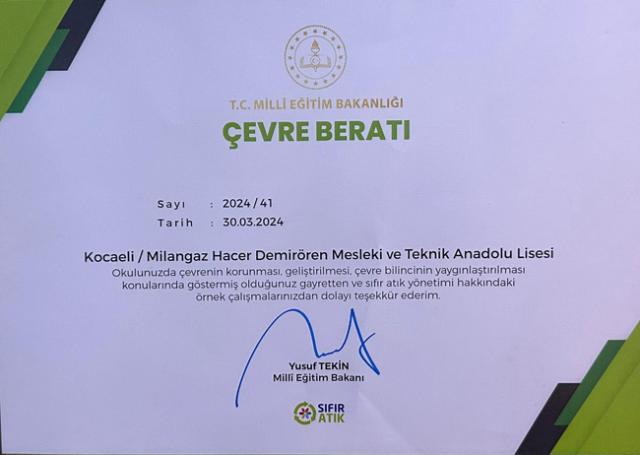 T.C. MİLLÎ EĞİTİM BAKANLIĞI
ÇEVRE BERATI
Sayı : 2024 / 41
Tarih : 30.03.2024
Kocaeli / Milangaz Hacer Demirören Mesleki ve Teknik Anadolu Lisesi
Okulunuzda çevrenin korunması, geliştirilmesi, çevre bilincinin yaygınlaştırılması
konularında göstermiş olduğunuz gayretten ve sıfır atık yönetimi hakkındaki
örnek çalışmalarınızdan dolayı teşekkür ederim.
Yusuf TEKİN
Millî Eğitim Bakanı
SIFIR
ATIK